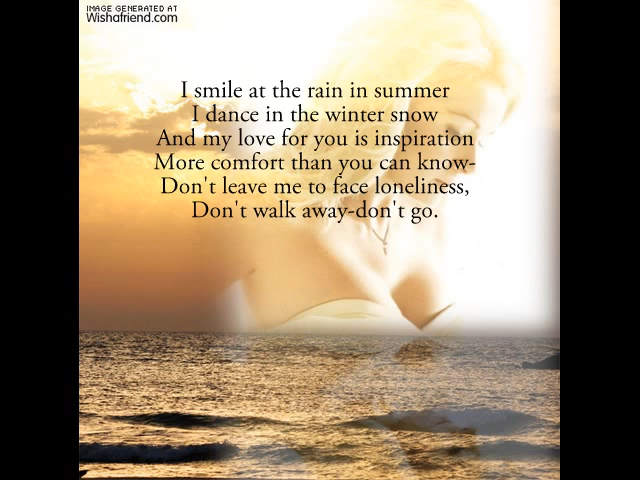 IMAGE GENERATED AT
Wishafriend.com
I smile at the rain in summer
I dance in the winter snow
And my love for you is inspiration
More comfort than you can know-
Don't leave me to face loneliness,
Don't walk away-don't go.